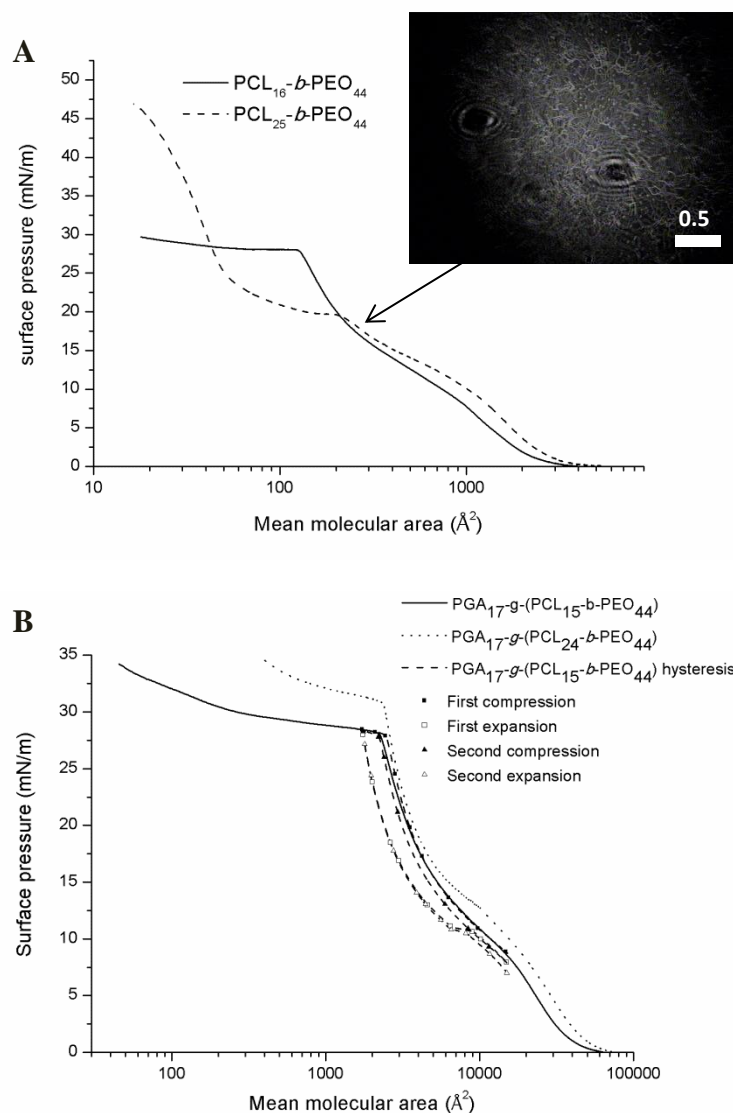 A
PCL16-b-PEO44
PCL25-b-PEO44
0.5
50
45
40
35
30
25
20
15
10
5
0
surface pressure (mN/m)
10
100
1000
Mean molecular area (Å2)
B
PGA17-g-(PCL15-b-PEO44)
PGA17-g-(PCL24-b-PEO44)
PGA17-g-(PCL15-b-PEO44) hysteresis
First compression
First expansion
Second compression
Second expansion
35
30
25
20
15
10
5
0
Surface pressure (mN/m)
100
1000
10000
100000
Mean molecular area (Å2)